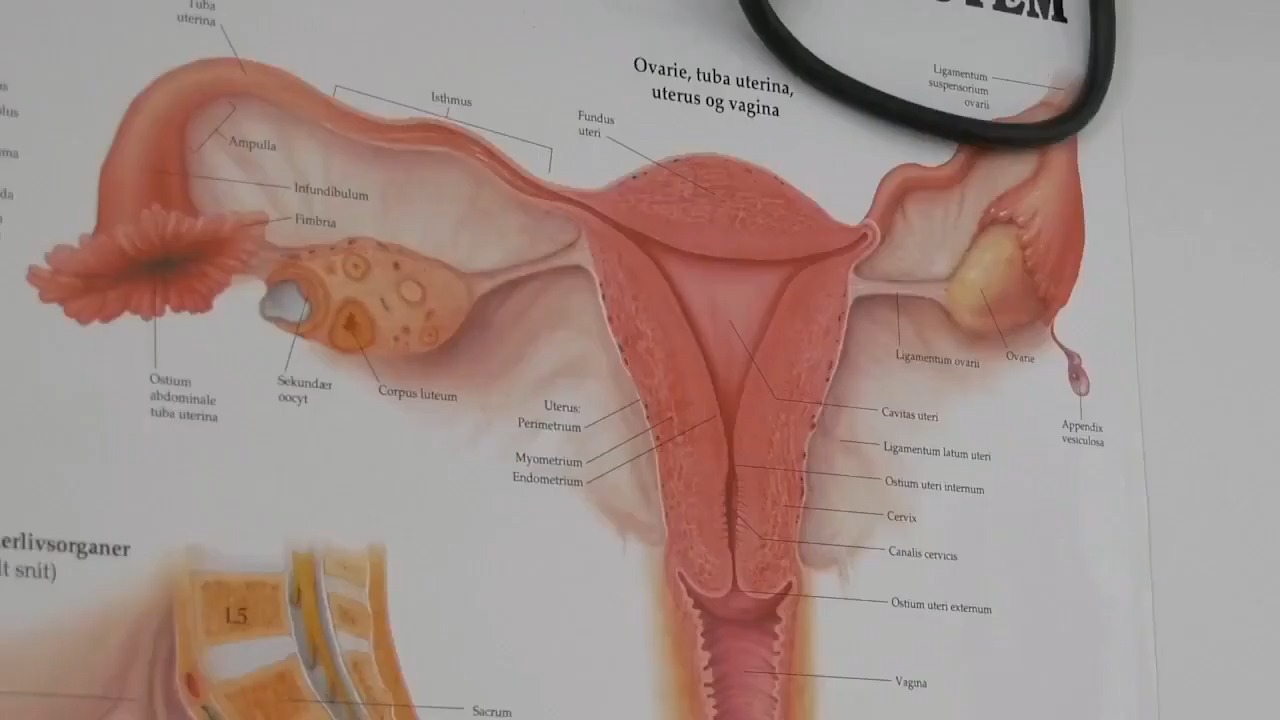 Tuba
uterina
Isthmus
Ampulla
Infundibulum
Fimbria
Ovarie, tuba uterina,
uterus og vagina
Fundus
uteri
Ligamentum
suspensorium
ovarii
Ostium
abdominale
tuba uterina
Sekundær
oocyt
Corpus luteum
Uterus:
Perimetrium
Myometrium
Endometrium
Ligamentum ovarii
Ovarie
Appendix
vesiculosa
Cavitas uteri
Ligamentum latum uteri
Ostium uteri internum
Cervix
Canalis cervicis
Ostium uteri externum
Vagina
erlivsorganer
lt snit)
L5
Sacrum